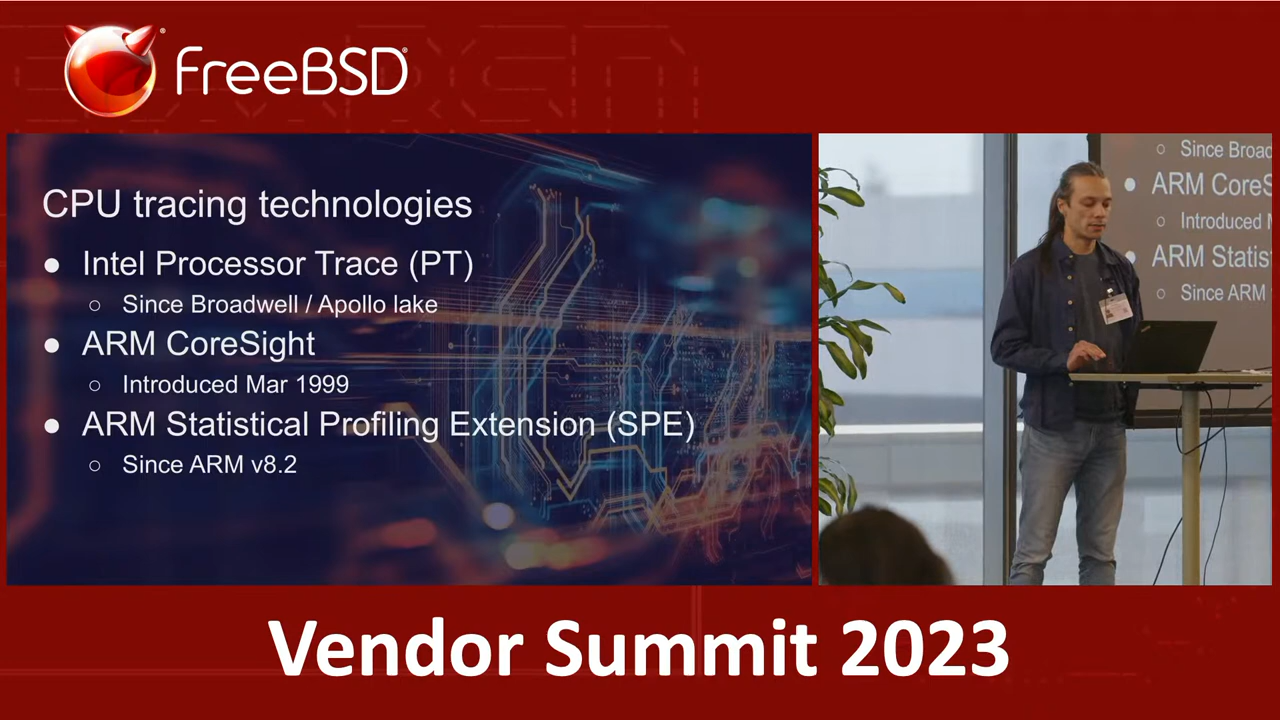 FreeBSD®
CPU tracing technologies
● Intel Processor Trace (PT)
○ Since Broadwell / Apollo lake
● ARM CoreSight
○ Introduced Mar 1999
● ARM Statistical Profiling Extension (SPE)
○ Since ARM v8.2
○ Since Broad
● ARM CoreS
○ Introduced M
● ARM Statis
○ Since ARM
Vendor Summit 2023